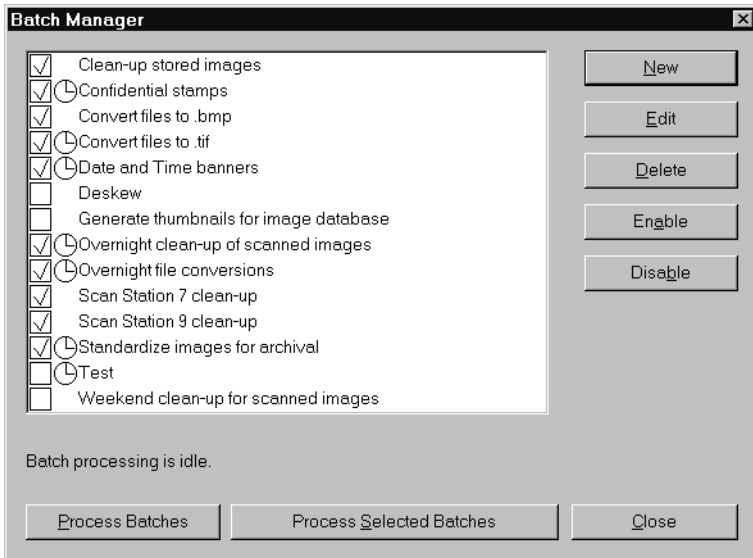 Batch Manager
Clean-up stored images
Confidential stamps
Convert files to .bmp
Convert files to .tif
Date and Time banners
Deskew
Generate thumbnails for image database
Overnight clean-up of scanned images
Overnight file conversions
Scan Station 7 clean-up
Scan Station 9 clean-up
Standardize images for archival
Test
Weekend clean-up for scanned images
New
Edit
Delete
Enable
Disable
Batch processing is idle.
Process Batches
Process Selected Batches
Close